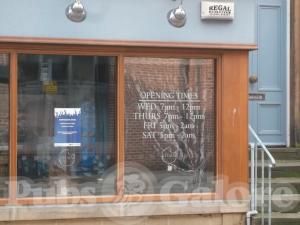 REGAL
OPENING TIMES
WED 7pm - 12pm
THURS 7pm - 12pm
FRI 5pm - 2am
SAT 5pm - 2am
Pubs Galore